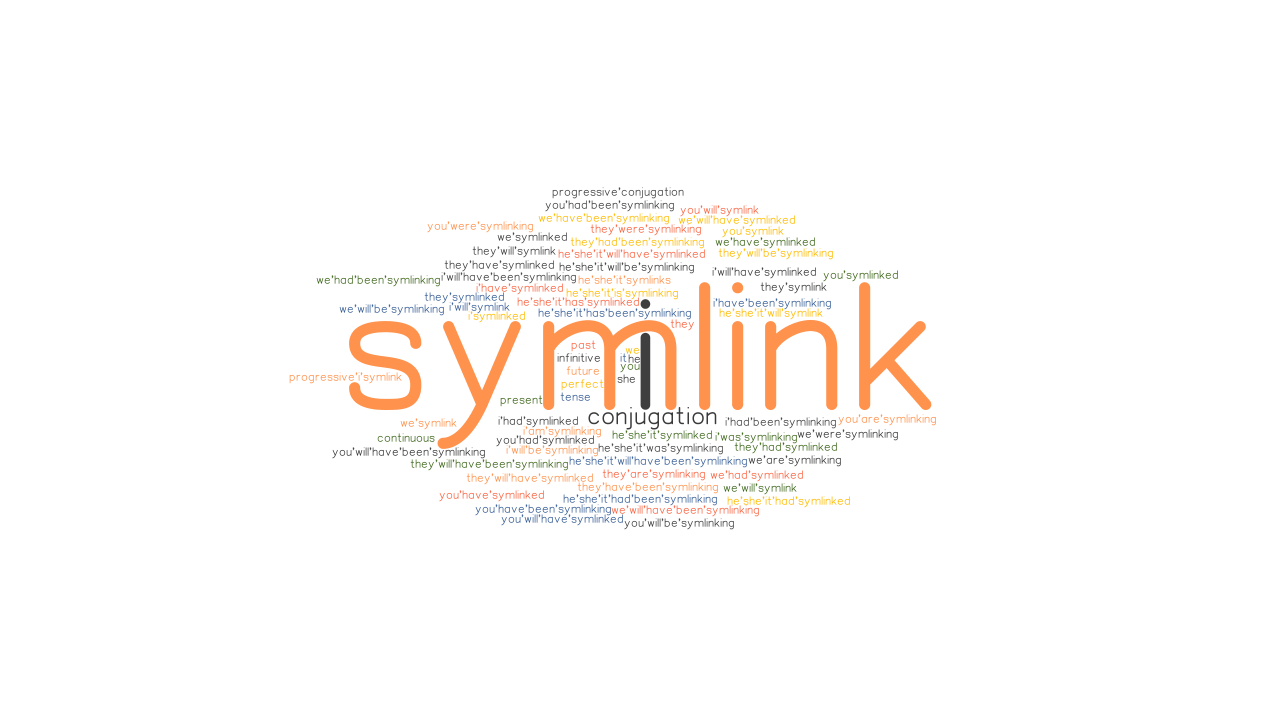 progressive'conjugation
you'had'been'symlinking
you'will'symlink
we'have'been'symlinking
we'will'have'symlinked
you'were'symlinking
they'were'symlinking
you'symlink
we'symlinked
they'had'been'symlinking
we'have'symlinked
they'will'symlink
he'she'it'will'have'symlinked
they'will'be'symlinking
they'have'symlinked
he'she'it'will'be'symlinking
i'will'have'symlinked
you'symlinked
we'had'been'symlinking
i'will'have'been'symlinking
he'she'it'symlinks
i'have'symlinked
they'symlink
they'symlinked
he'she'it'is'symlinking
he'she'it'has'symlinked
i'have'been'symlinking
we'will'be'symlinking
i'will'symlink
he'she'it'has'been'symlinking
he'she'it'will'symlink
i'symlinked
they
symlink
i
past
we
infinitive
it
he
future
you
progressive'i'symlink
she
perfect
tense
present
conjugation
we'symlink
i'had'symlinked
i'had'been'symlinking
you'are'symlinking
i'am'symlinking
continuous
you'had'symlinked
he'she'it'symlinked
i'was'symlinking
we'were'symlinking
you'will'have'been'symlinking
i'will'be'symlinking
he'she'it'was'symlinking
they'had'symlinked
they'will'have'been'symlinking
he'she'it'will'have'been'symlinking
we'are'symlinking
they'will'have'symlinked
they'are'symlinking
we'had'symlinked
they'have'been'symlinking
we'will'symlink
you'have'symlinked
he'she'it'had'been'symlinking
he'she'it'had'symlinked
you'have'been'symlinking
we'will'have'been'symlinking
you'will'have'symlinked
you'will'be'symlinking